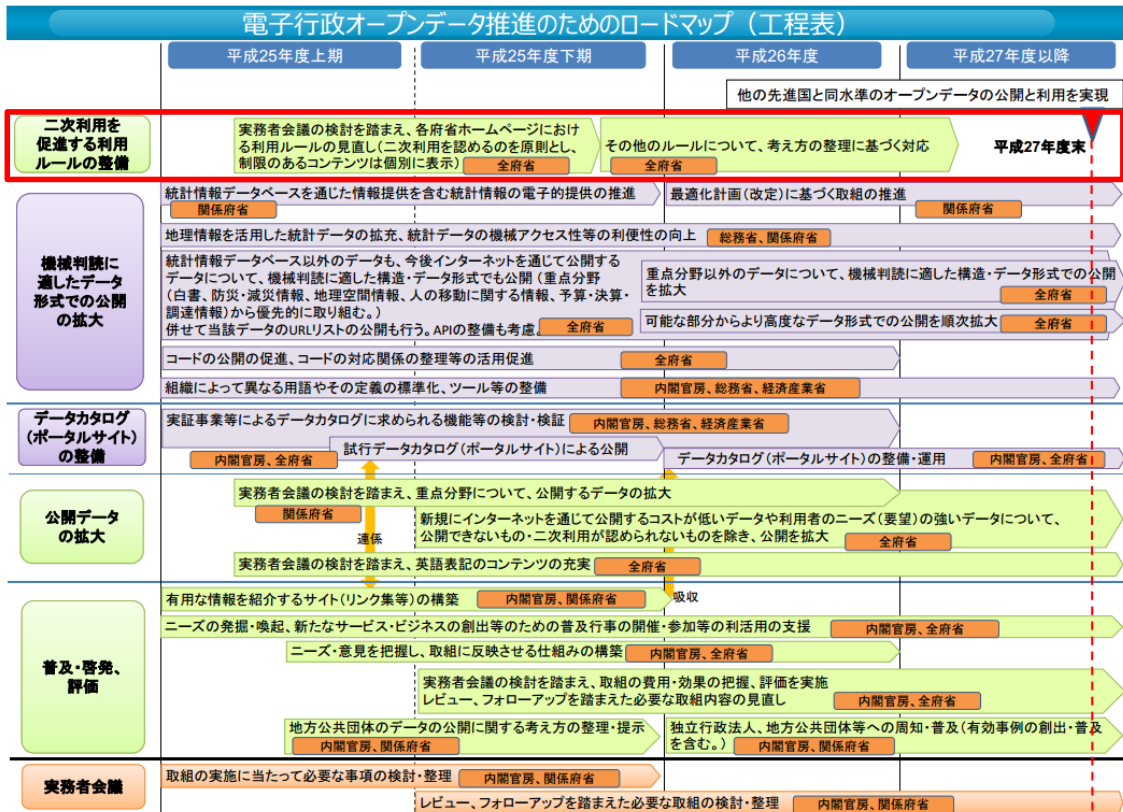 電子行政オープンデータ推進のためのロードマップ（工程表）
平成25年度上期
平成25年度下期
平成26年度
平成27年度以降
他の先進国と同水準のオープンデータの公開と利用を実現
二次利用を
促進する利用
ルールの整備
実務者会議の検討を踏まえ、各府省ホームページにおけ
る利用ルールの見直し（二次利用を認めるのを原則とし、
制限のあるコンテンツは個別に表示）
全府省
その他のルールについて、考え方の整理に基づく対応
全府省
平成27年度末
機械判読に
適したデータ
形式での公開
の拡大
統計情報データベースを通じた情報提供を含む統計情報の電子的提供の推進
関係府省
最適化計画（改定）に基づく取組の推進
関係府省
地理情報を活用した統計データの拡充、統計データの機械アクセス性等の利便性の向上
総務省、関係府省
統計情報データベース以外のデータも、今後インターネットを通じて公開する
データについて、機械判読に適した構造・データ形式でも公開（重点分野
（白書、防災・減災情報、地理空間情報、人の移動に関する情報、予算・決算・
調達情報）から優先的に取り組む。）
併せて当該データのURLリストの公開も行う。APIの整備も考慮。
全府省
重点分野以外のデータについて、機械判読に適した構造・データ形式での公開
を拡大
全府省
可能な部分からより高度なデータ形式での公開を順次拡大
全府省
コードの公開の促進、コードの対応関係の整理等の活用促進
全府省
組織によって異なる用語やその定義の標準化、ツール等の整備
内閣官房、総務省、経済産業省
データカタログ
（ポータルサイト）
の整備
実証事業等によるデータカタログに求められる機能等の検討・検証
内閣官房、総務省、経済産業省
試行データカタログ（ポータルサイト）による公開
内閣官房、全府省
データカタログ（ポータルサイト）の整備・運用
内閣官房、全府省
公開データ
の拡大
実務者会議の検討を踏まえ、重点分野について、公開するデータの拡大
関係府省
連係
新規にインターネットを通じて公開するコストが低いデータや利用者のニーズ（要望）の強いデータについて、
公開できないもの・二次利用が認められないものを除き、公開を拡大
全府省
実務者会議の検討を踏まえ、英語表記のコンテンツの充実
全府省
普及・啓発、
評価
有用な情報を紹介するサイト（リンク集等）の構築
内閣官房、関係府省
吸収
ニーズの発掘・喚起、新たなサービス・ビジネスの創出等のための普及行事の開催・参加等の利活用の支援
内閣官房、全府省
ニーズ・意見を把握し、取組に反映させる仕組みの構築
内閣官房、全府省
実務者会議の検討を踏まえ、取組の費用・効果の把握、評価を実施
レビュー、フォローアップを踏まえた必要な取組内容の見直し
内閣官房、全府省
地方公共団体のデータの公開に関する考え方の整理・提示
内閣官房、関係府省
独立行政法人、地方公共団体等への周知・普及（有効事例の創出・普及
を含む。）
内閣官房、関係府省
実務者会議
取組の実施に当たって必要な事項の検討・整理
内閣官房、関係府省
レビュー、フォローアップを踏まえた必要な取組の検討・整理
内閣官房、関係府省